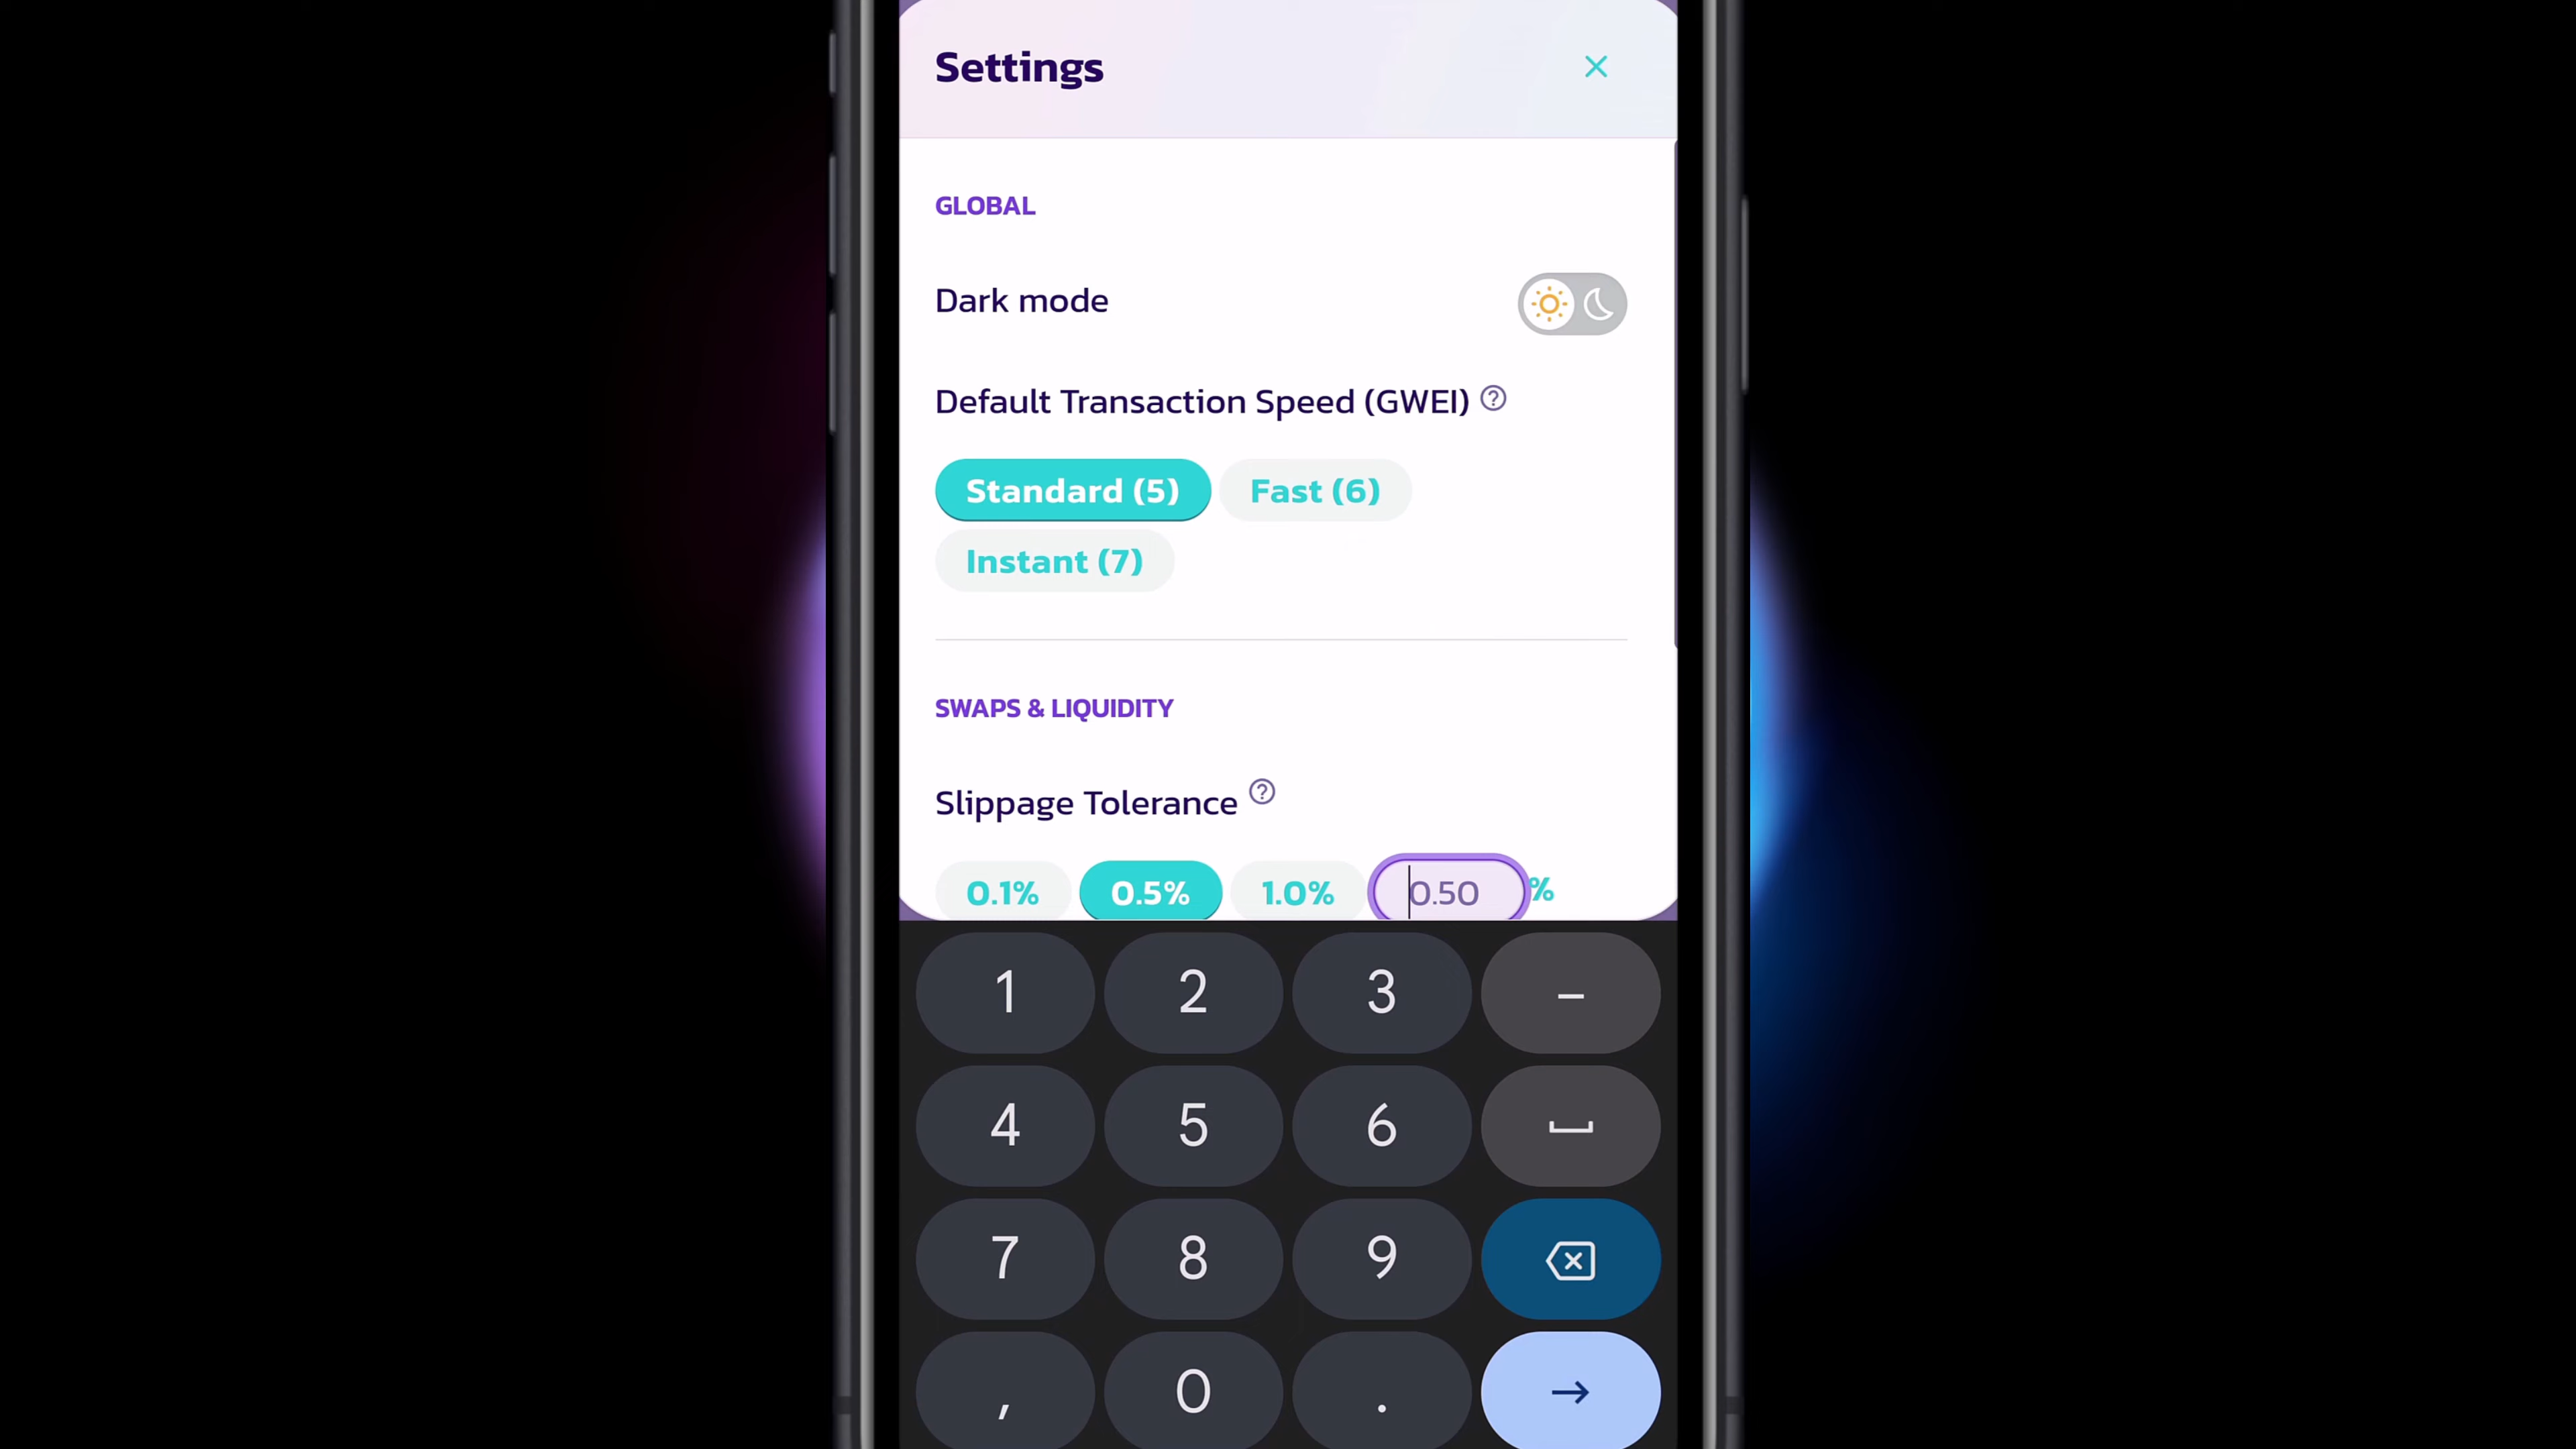 Settings
GLOBAL
Dark mode
Default Transaction Speed (GWEI) ?
Standard (5) Fast (6)
Instant (7)
SWAPS & LIQUIDITY
Slippage Tolerance ?
0.1% 0.5% 1.0% 0.50 %
1 2 3 –
4 5 6
7 8 9
, 0 .